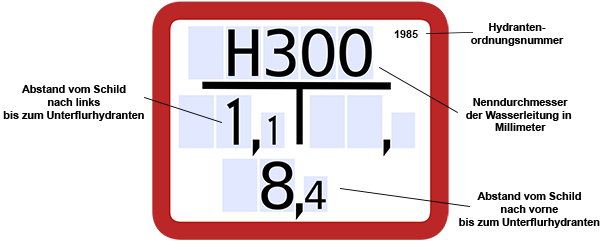 H300
1985
Hydranten-
ordnungsnummer
Abstand vom Schild
nach links
bis zum Unterflurhydranten
1,1 ,
Nenndurchmesser
der Wasserleitung in
Millimeter
8,4
Abstand vom Schild
nach vorne
bis zum Unterflurhydranten